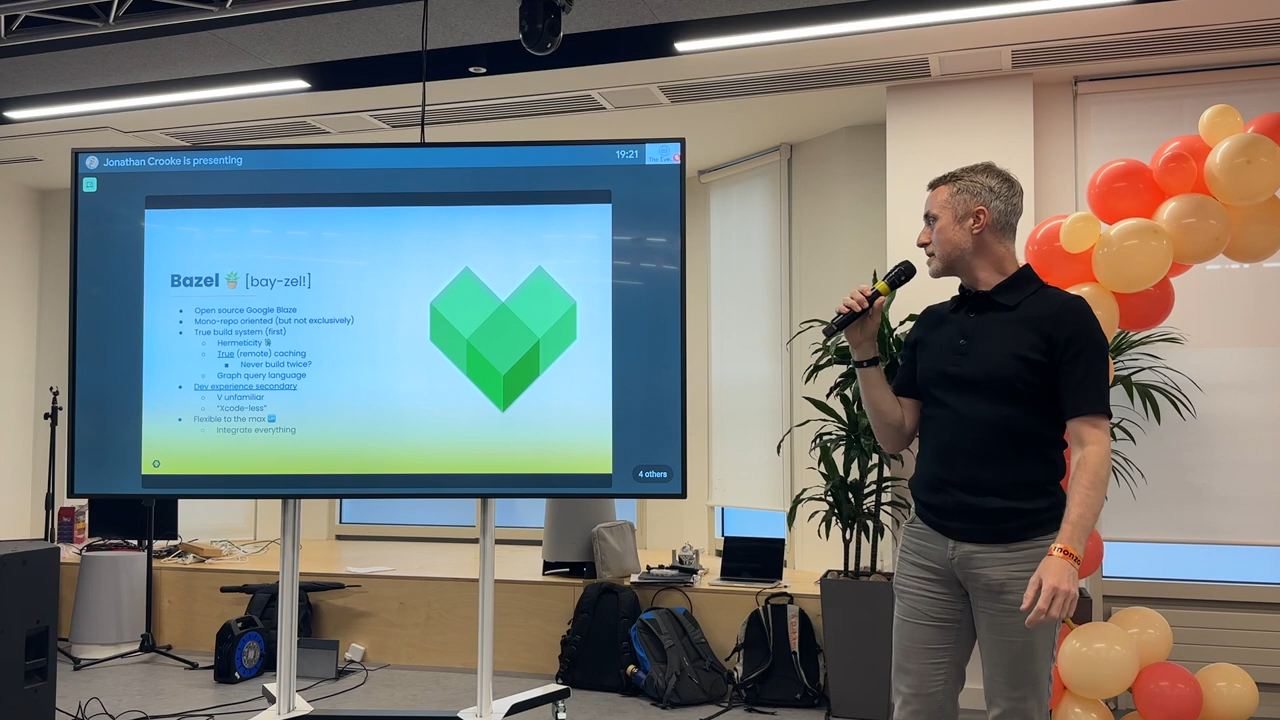 Jonathan Crooke is presenting
19:21
Bazel 🪴 [bay-zel!]
Open source Google Blaze
Mono-repo oriented (but not exclusively)
True build system (first)
Hermeticity
True (remote) caching
Never build twice?
Graph query language
Dev experience secondary
V unfamiliar
"Xcode-less"
Flexible to the max
Integrate everything
4 others
monzo